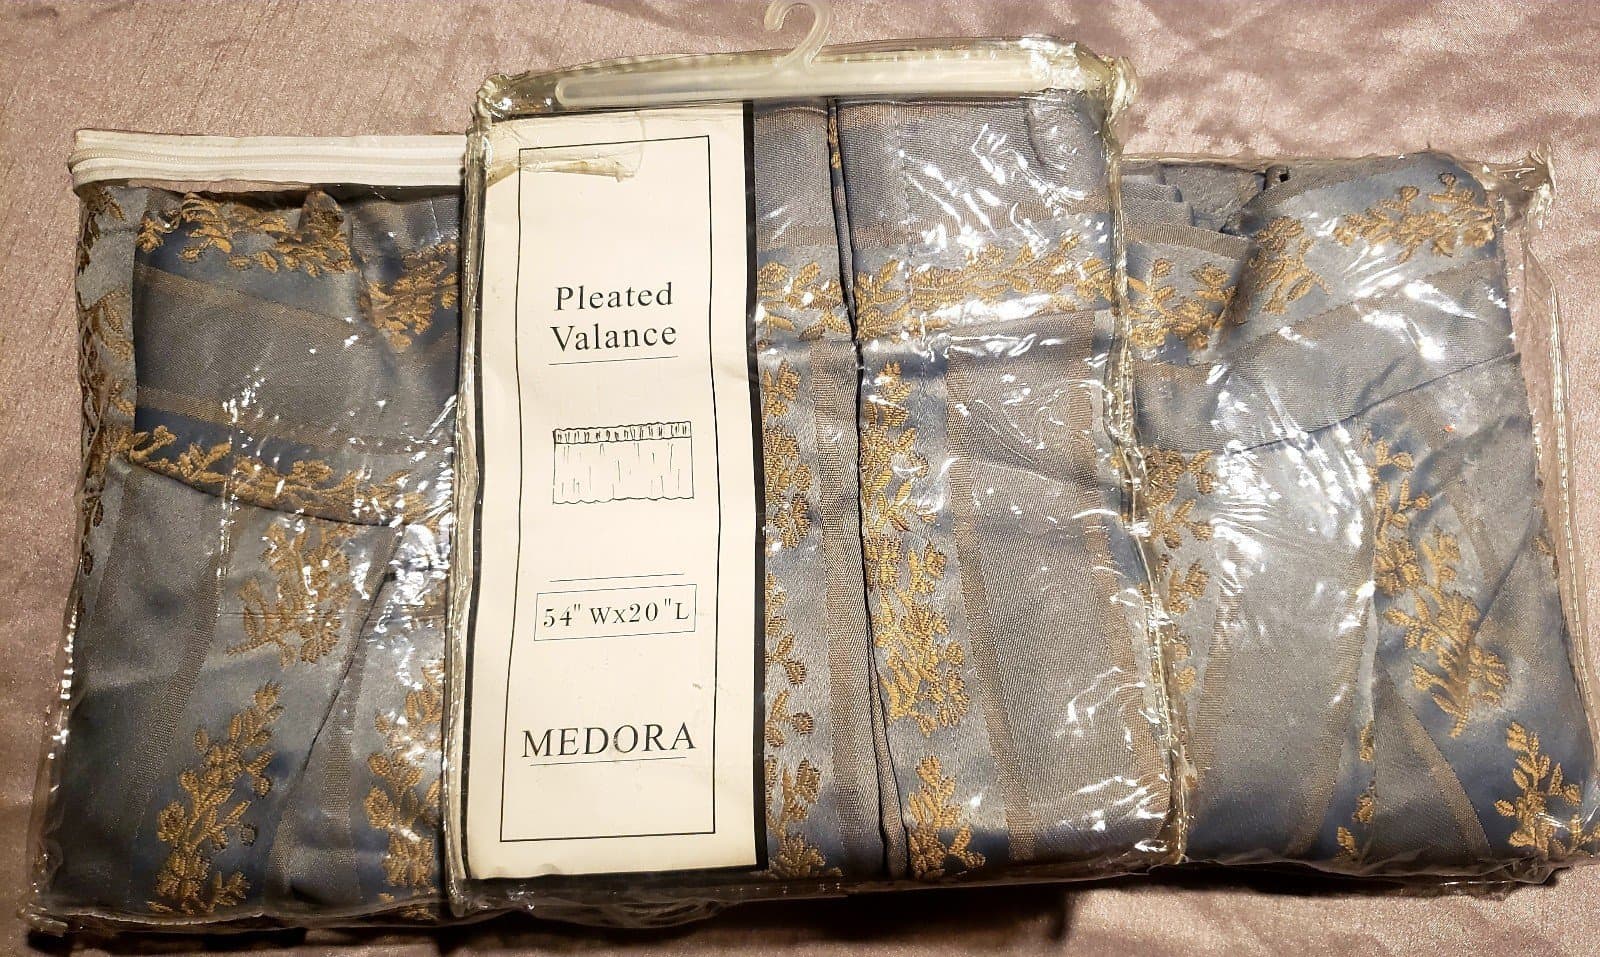 Pleated
Valance
54" Wx20"L
MEDORA